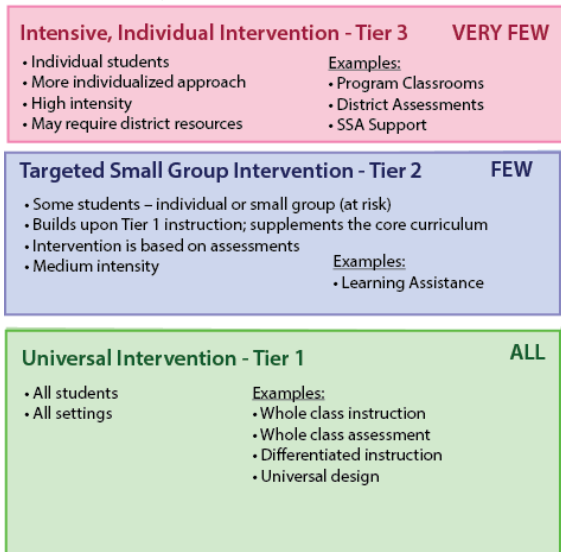 Intensive, Individual Intervention - Tier 3 VERY FEW
• Individual students
• More individualized approach
• High intensity
• May require district resources
Examples:
• Program Classrooms
• District Assessments
• SSA Support
Targeted Small Group Intervention - Tier 2 FEW
• Some students – individual or small group (at risk)
• Builds upon Tier 1 instruction; supplements the core curriculum
• Intervention is based on assessments
• Medium intensity
Examples:
• Learning Assistance
Universal Intervention - Tier 1 ALL
• All students
• All settings
Examples:
• Whole class instruction
• Whole class assessment
• Differentiated instruction
• Universal design